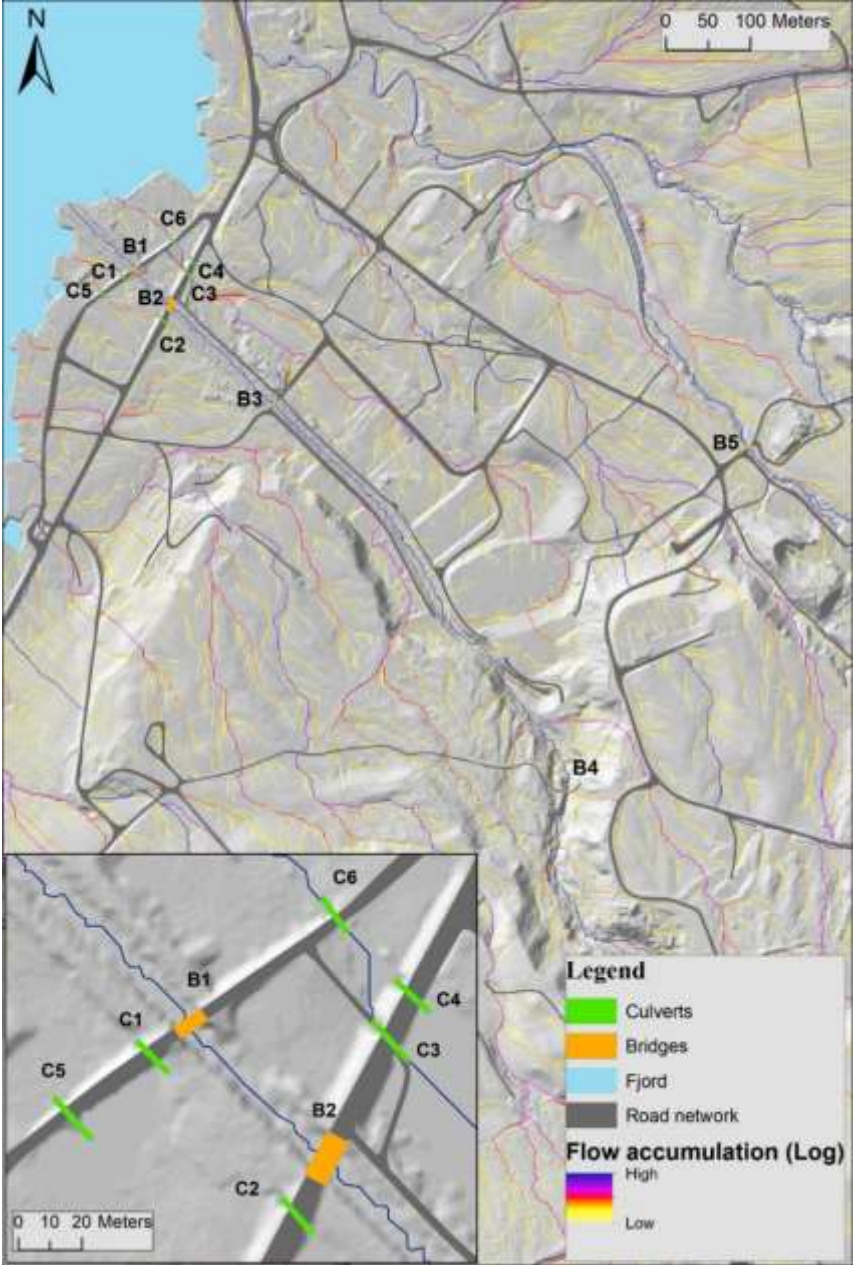 N
0 50 100 Meters
C6
B1
C1
C4
C5
B2
C3
C2
B3
B5
B4
C6
B1
C4
C1
C3
C5
B2
C2
0 10 20 Meters
Legend
Culverts
Bridges
Fjord
Road network
Flow accumulation (Log)
High
Low